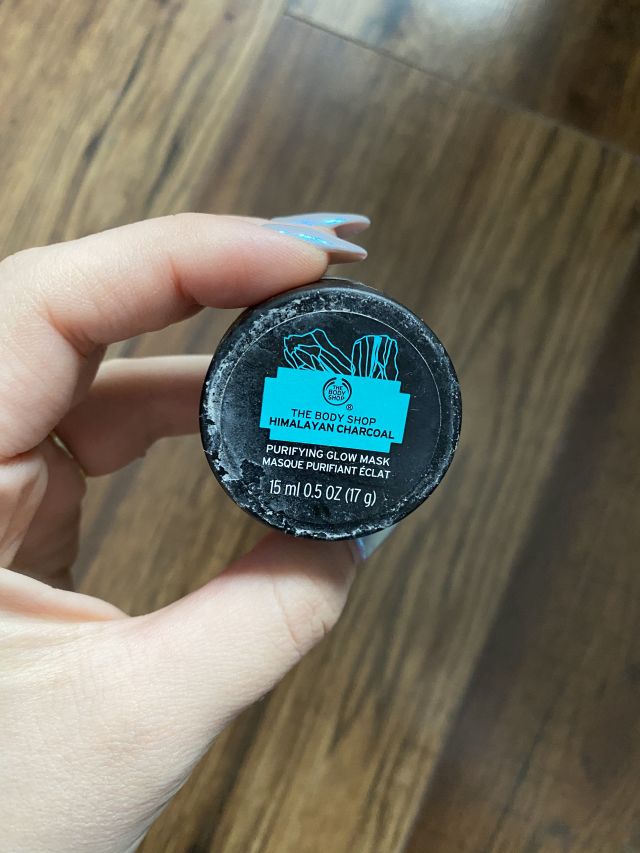 THE
BODY
SHOP
®
THE BODY SHOP
HIMALAYAN CHARCOAL
PURIFYING GLOW MASK
MASQUE PURIFIANT ÉCLAT
15 ml 0.5 OZ (17 g)